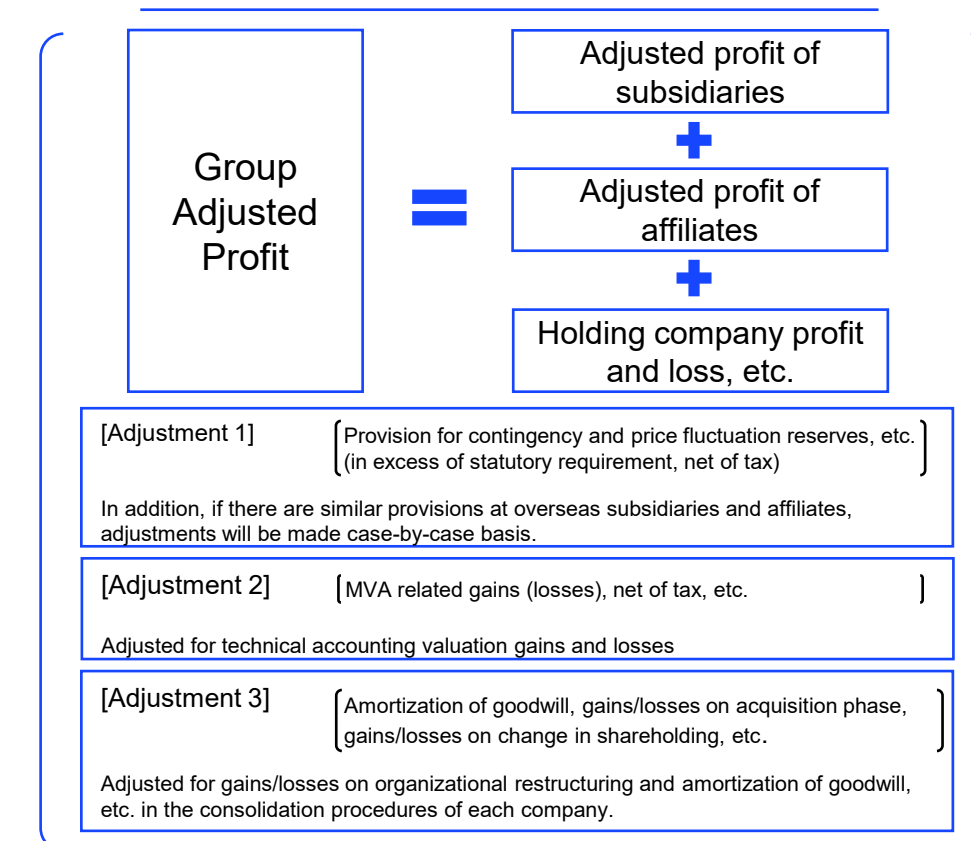 Group
Adjusted
Profit
Adjusted profit of
subsidiaries
Adjusted profit of
affiliates
Holding company profit
and loss, etc.
[Adjustment 1]
Provision for contingency and price fluctuation reserves, etc.
(in excess of statutory requirement, net of tax)
In addition, if there are similar provisions at overseas subsidiaries and affiliates,
adjustments will be made case-by-case basis.
[Adjustment 2]
MVA related gains (losses), net of tax, etc.
Adjusted for technical accounting valuation gains and losses
[Adjustment 3]
Amortization of goodwill, gains/losses on acquisition phase,
gains/losses on change in shareholding, etc.
Adjusted for gains/losses on organizational restructuring and amortization of goodwill,
etc. in the consolidation procedures of each company.